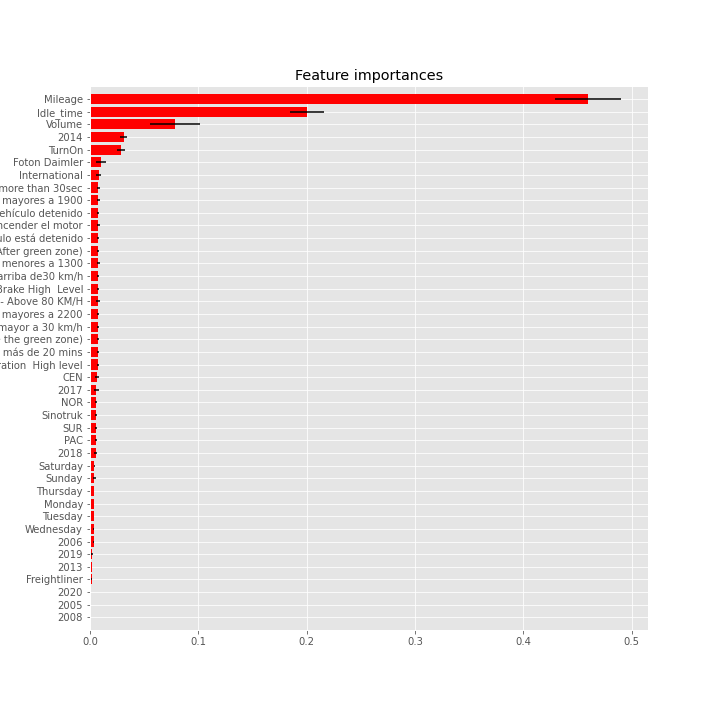 Feature importances
Mileage
Idle_time
Volume
2014
TurnOn
Foton Daimler
International
more than 30sec
mayores a 1900
ehículo detenido
ncender el motor
ulo está detenido
After green zone)
menores a 1300
arriba de30 km/h
Brake High  Level
- Above 80 KM/H
mayores a 2200
mayor a 30 km/h
the green zone)
más de 20 mins
ration  High level
CEN
2017
NOR
Sinotruk
SUR
PAC
2018
Saturday
Sunday
Thursday
Monday
Tuesday
Wednesday
2006
2019
2013
Freightliner
2020
2005
2008
0.0 0.1 0.2 0.3 0.4 0.5